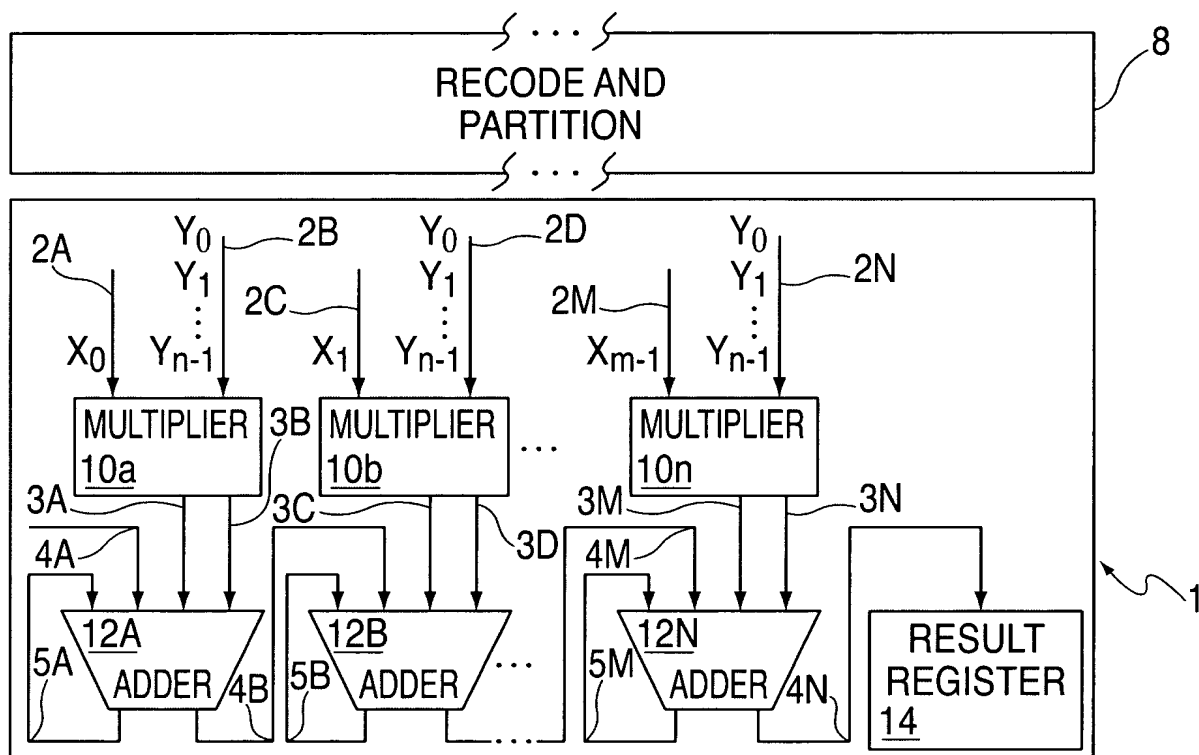 RECODE AND
PARTITION
8
2A
Y0
2B
Y1
X0
Yn-1
2C
Y0
2D
Y1
X1
Yn-1
2M
Y0
2N
Y1
Xm-1
Yn-1
MULTIPLIER
10a
3B
MULTIPLIER
10b
...
MULTIPLIER
10n
3A
3C
3D
3M
3N
4A
4M
1
12A
ADDER
5A
4B
12B
ADDER
5B
...
12N
ADDER
5M
4N
RESULT
REGISTER
14